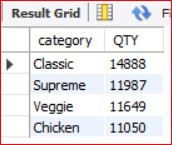 Result Grid
category QTY
Classic 14888
Supreme 11987
Veggie 11649
Chicken 11050